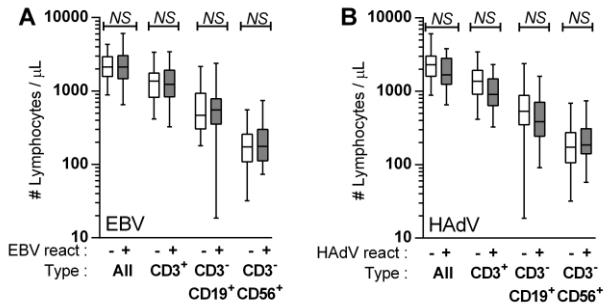 A
NS NS NS NS
10000
1000
100
10
# Lymphocytes / µL
EBV
EBV react : - + - + - + - +
Type : All CD3+ CD3- CD3-
CD19+ CD56+
B
NS NS NS NS
10000
1000
100
10
# Lymphocytes / µL
HAdV
HAdV react : - + - + - + - +
Type : All CD3+ CD3- CD3-
CD19+ CD56+